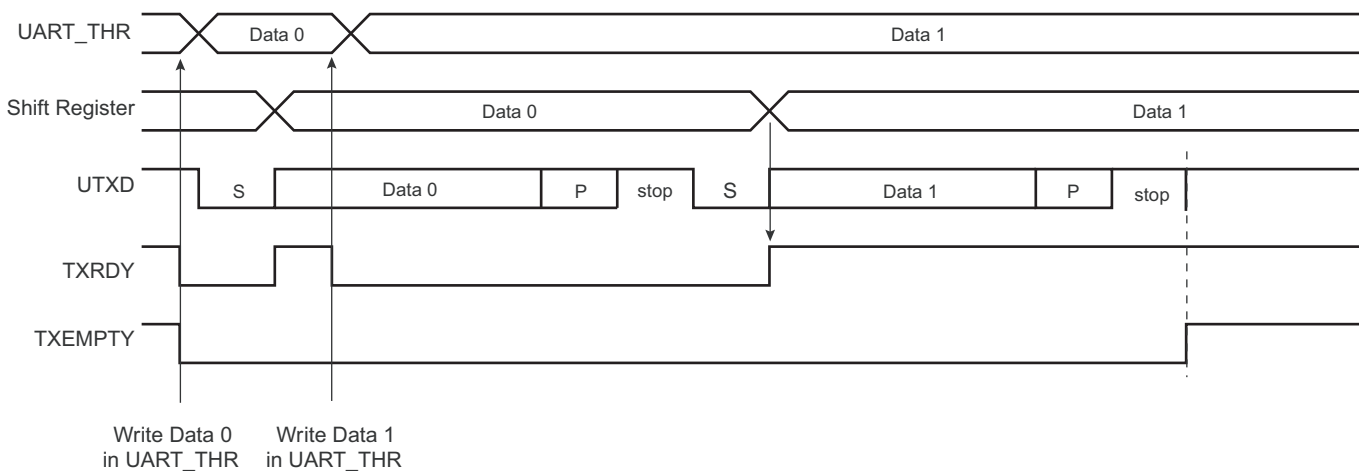 UART_THR
Data 0
Data 1
Shift Register
Data 0
Data 1
UTXD
S
Data 0
P
stop
S
Data 1
P
stop
TXRDY
TXEMPTY
Write Data 0
in UART_THR
Write Data 1
in UART_THR